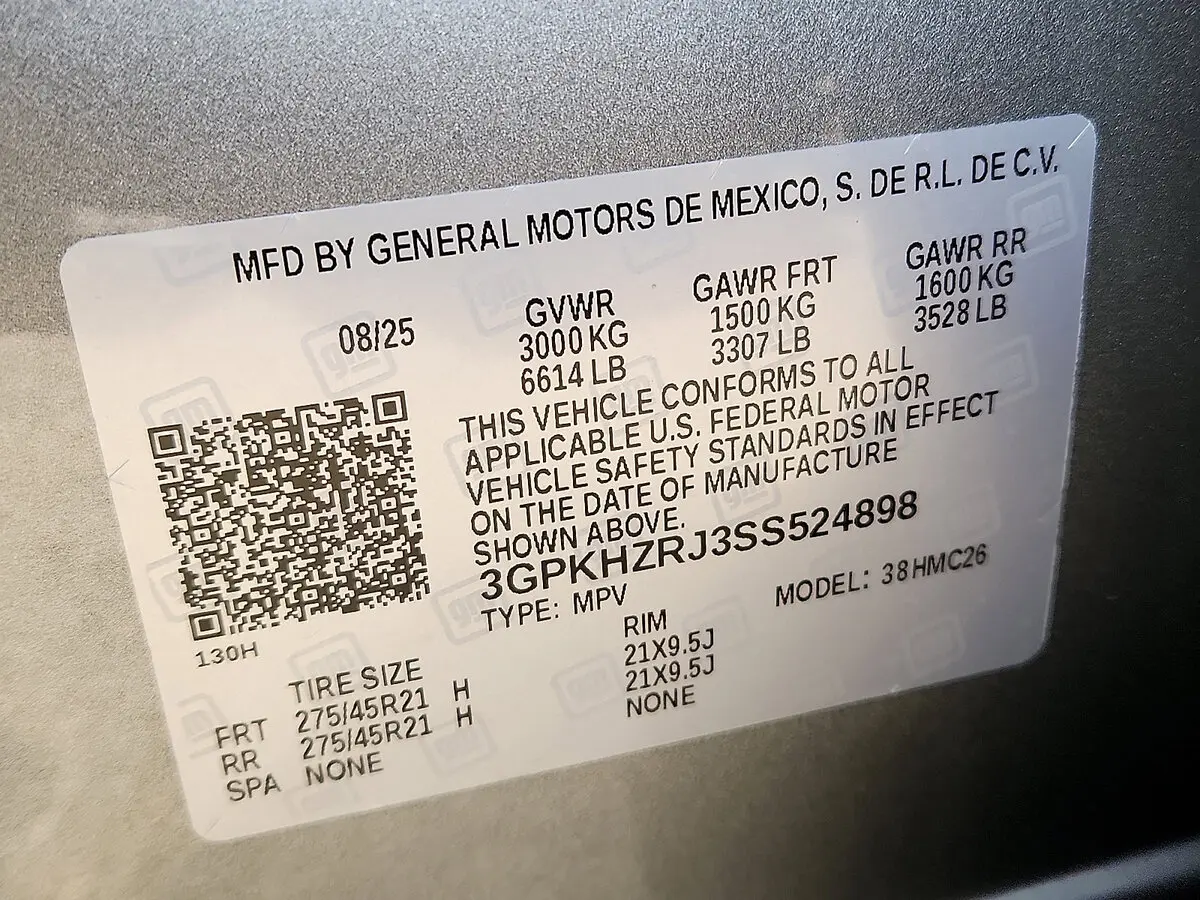 MFD BY GENERAL MOTORS DE MEXICO, S. DE R.L. DE C.V.
08/25
GVWR
3000 KG
6614 LB
GAWR FRT
1500 KG
3307 LB
GAWR RR
1600 KG
3528 LB
THIS VEHICLE CONFORMS TO ALL
APPLICABLE U.S. FEDERAL MOTOR
VEHICLE SAFETY STANDARDS IN EFFECT
ON THE DATE OF MANUFACTURE
SHOWN ABOVE.
3GPKHZRJ3SS524898
TYPE: MPV MODEL: 38HMC26
130H
TIRE SIZE RIM
FRT 275/45R21 H 21X9.5J
RR 275/45R21 H 21X9.5J
SPA NONE NONE